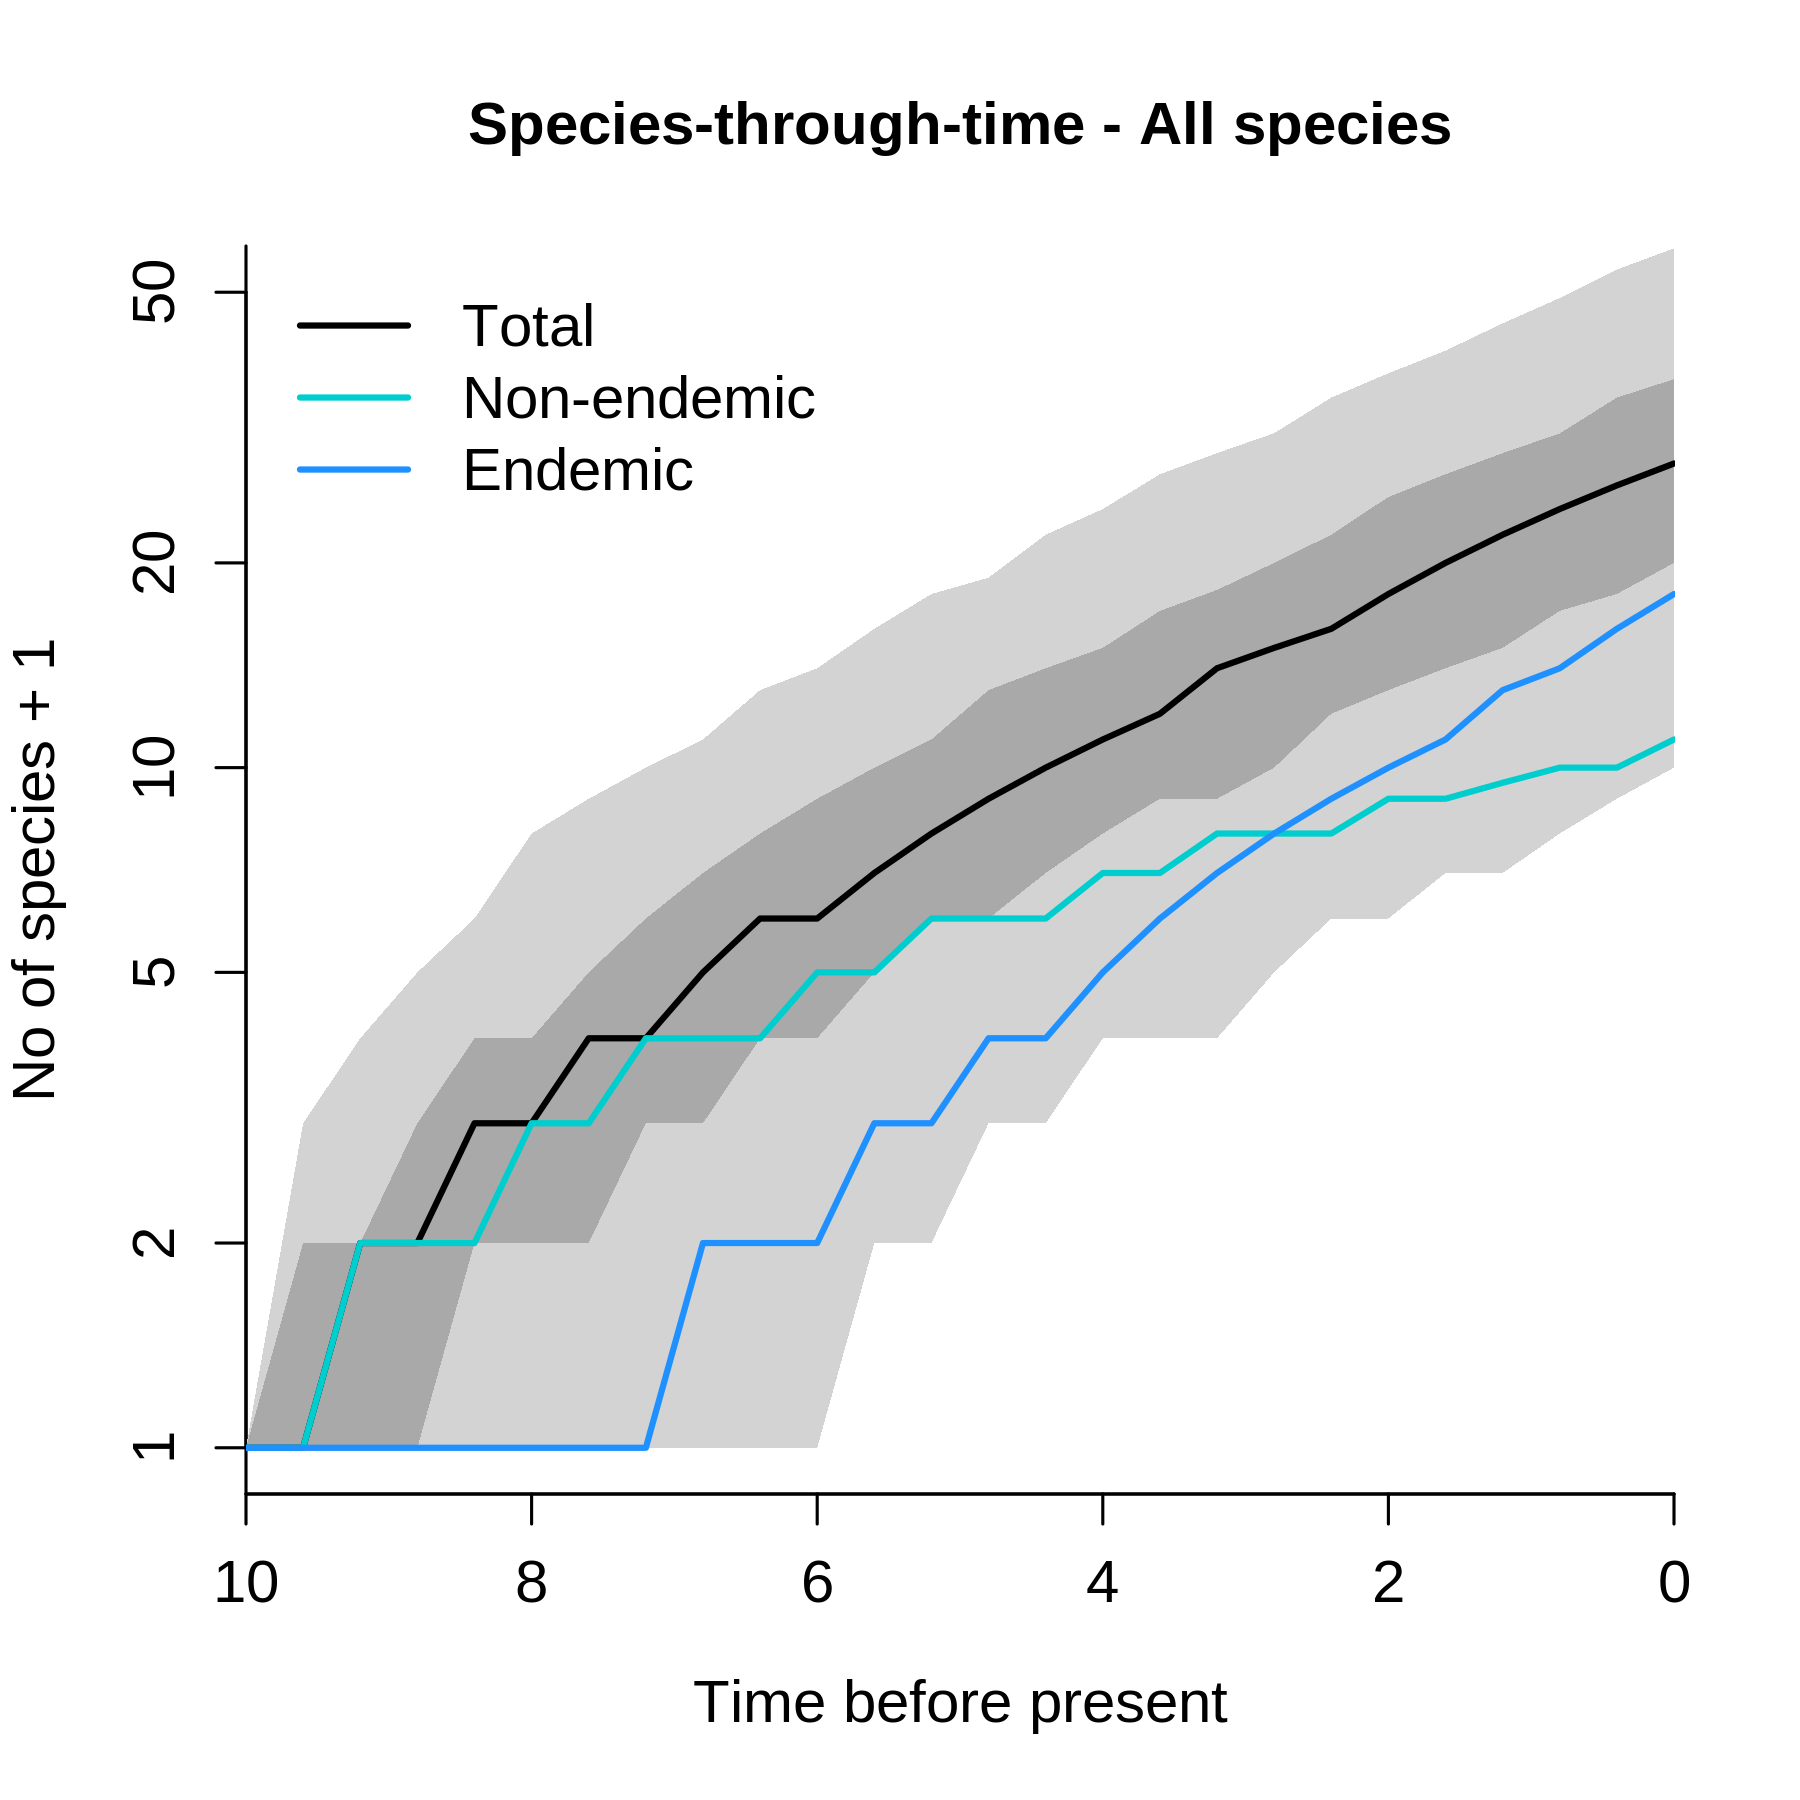 Species-through-time - All species
Total
Non-endemic
Endemic
No of species + 1
50
20
10
5
2
1
10 8 6 4 2 0
Time before present